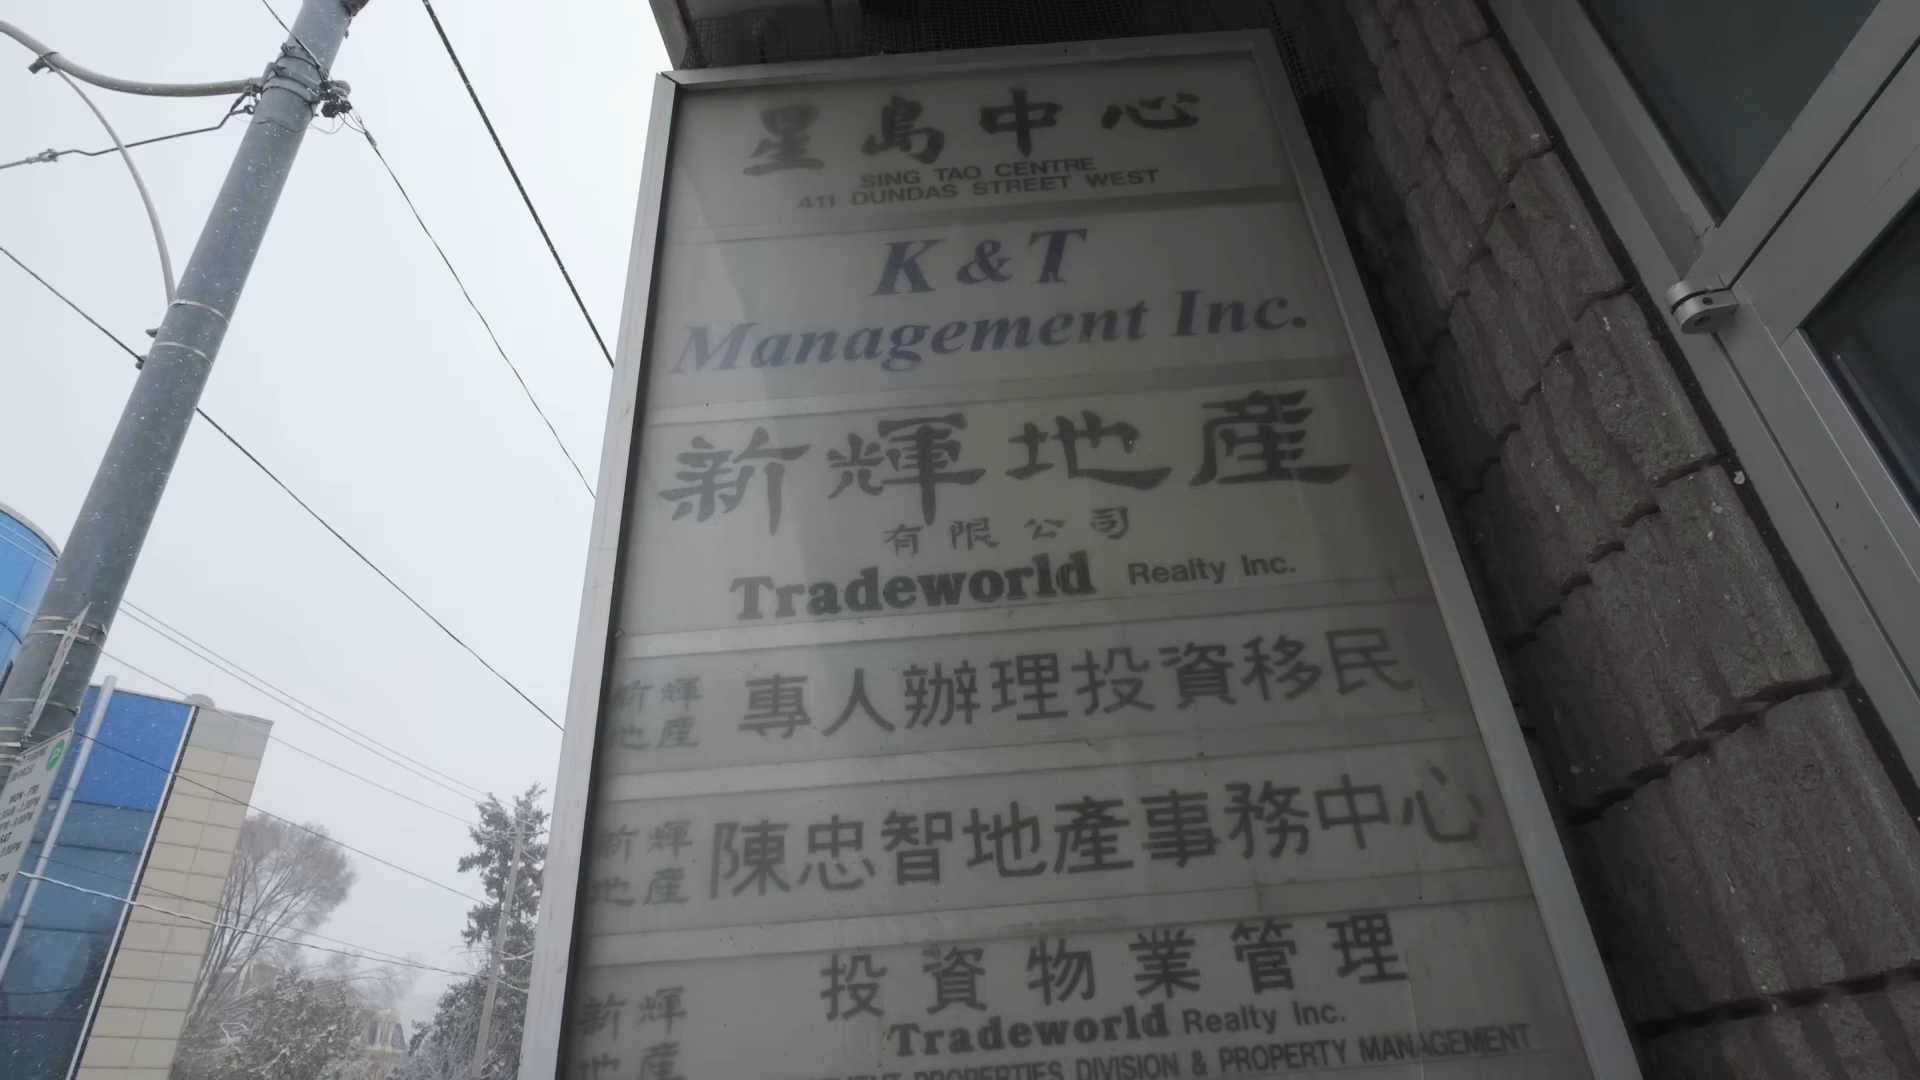 星島中心
SING TAO CENTRE
411 DUNDAS STREET WEST
K & T
Management Inc.
新輝地產
有限公司
Tradeworld Realty Inc.
新輝
地產
專人辦理投資移民
新輝
地產
陳忠智地產事務中心
新輝
地產
投資物業管理
Tradeworld Realty Inc.
PROPERTIES DIVISION & PROPERTY MANAGEMENT
MON - FRI